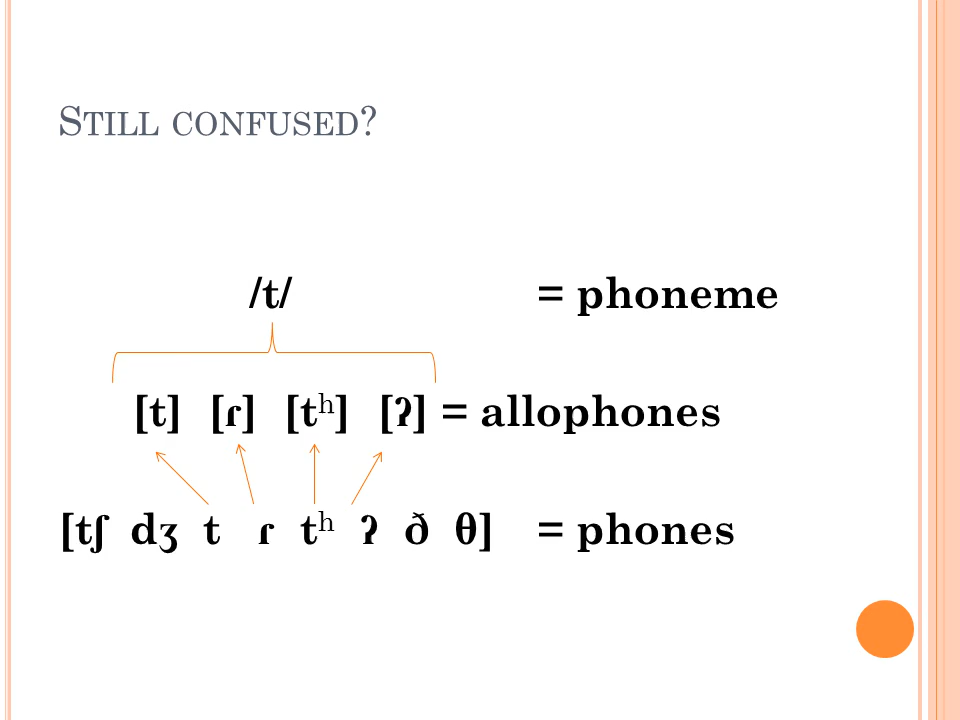 STILL CONFUSED?
/t/ = phoneme
[t] [ɾ] [tʰ] [ʔ] = allophones
[tʃ dʒ t ɾ tʰ ʔ ð θ] = phones